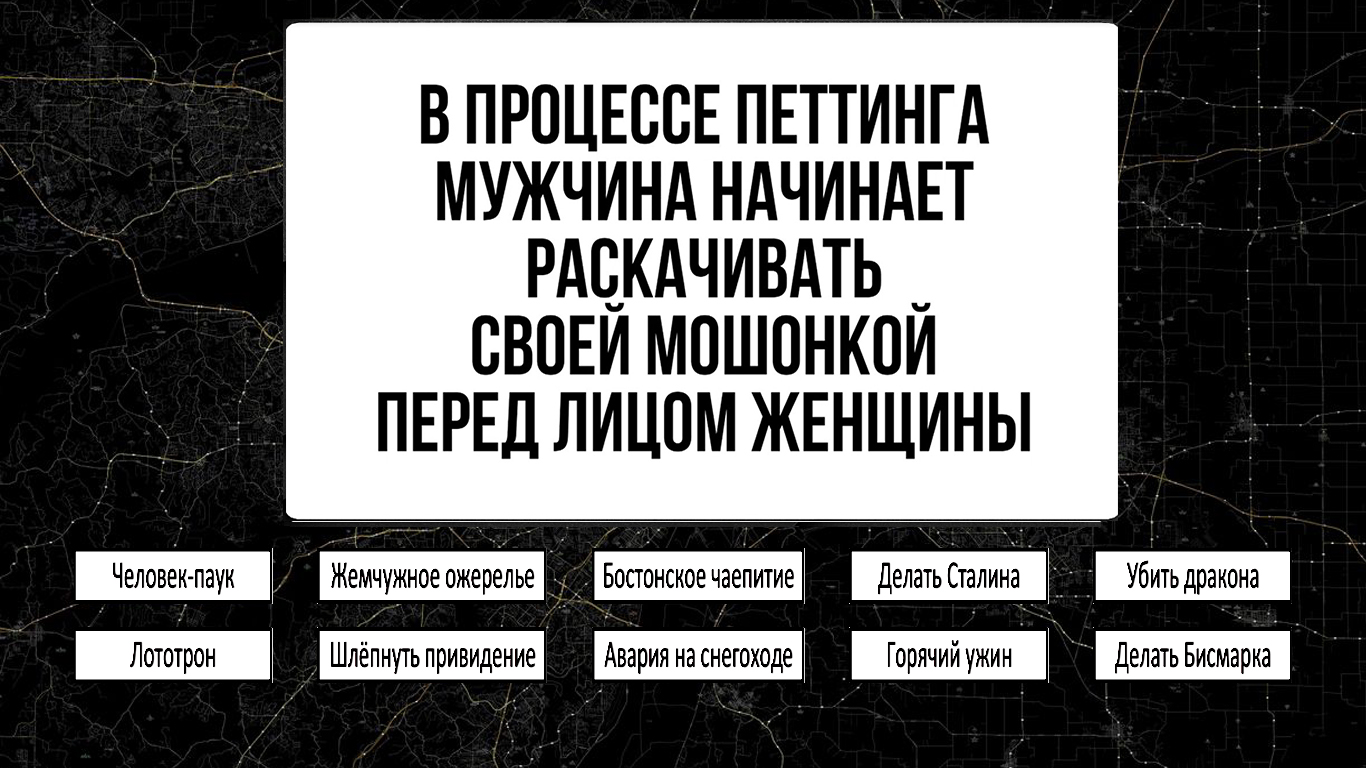 В ПРОЦЕССЕ ПЕТТИНГА
МУЖЧИНА НАЧИНАЕТ
РАСКАЧИВАТЬ
СВОЕЙ МОШОНКОЙ
ПЕРЕД ЛИЦОМ ЖЕНЩИНЫ
Человек-паук
Жемчужное ожерелье
Бостонское чаепитие
Делать Сталина
Убить дракона
Лототрон
Шлёпнуть привидение
Авария на снегоходе
Горячий ужин
Делать Бисмарка